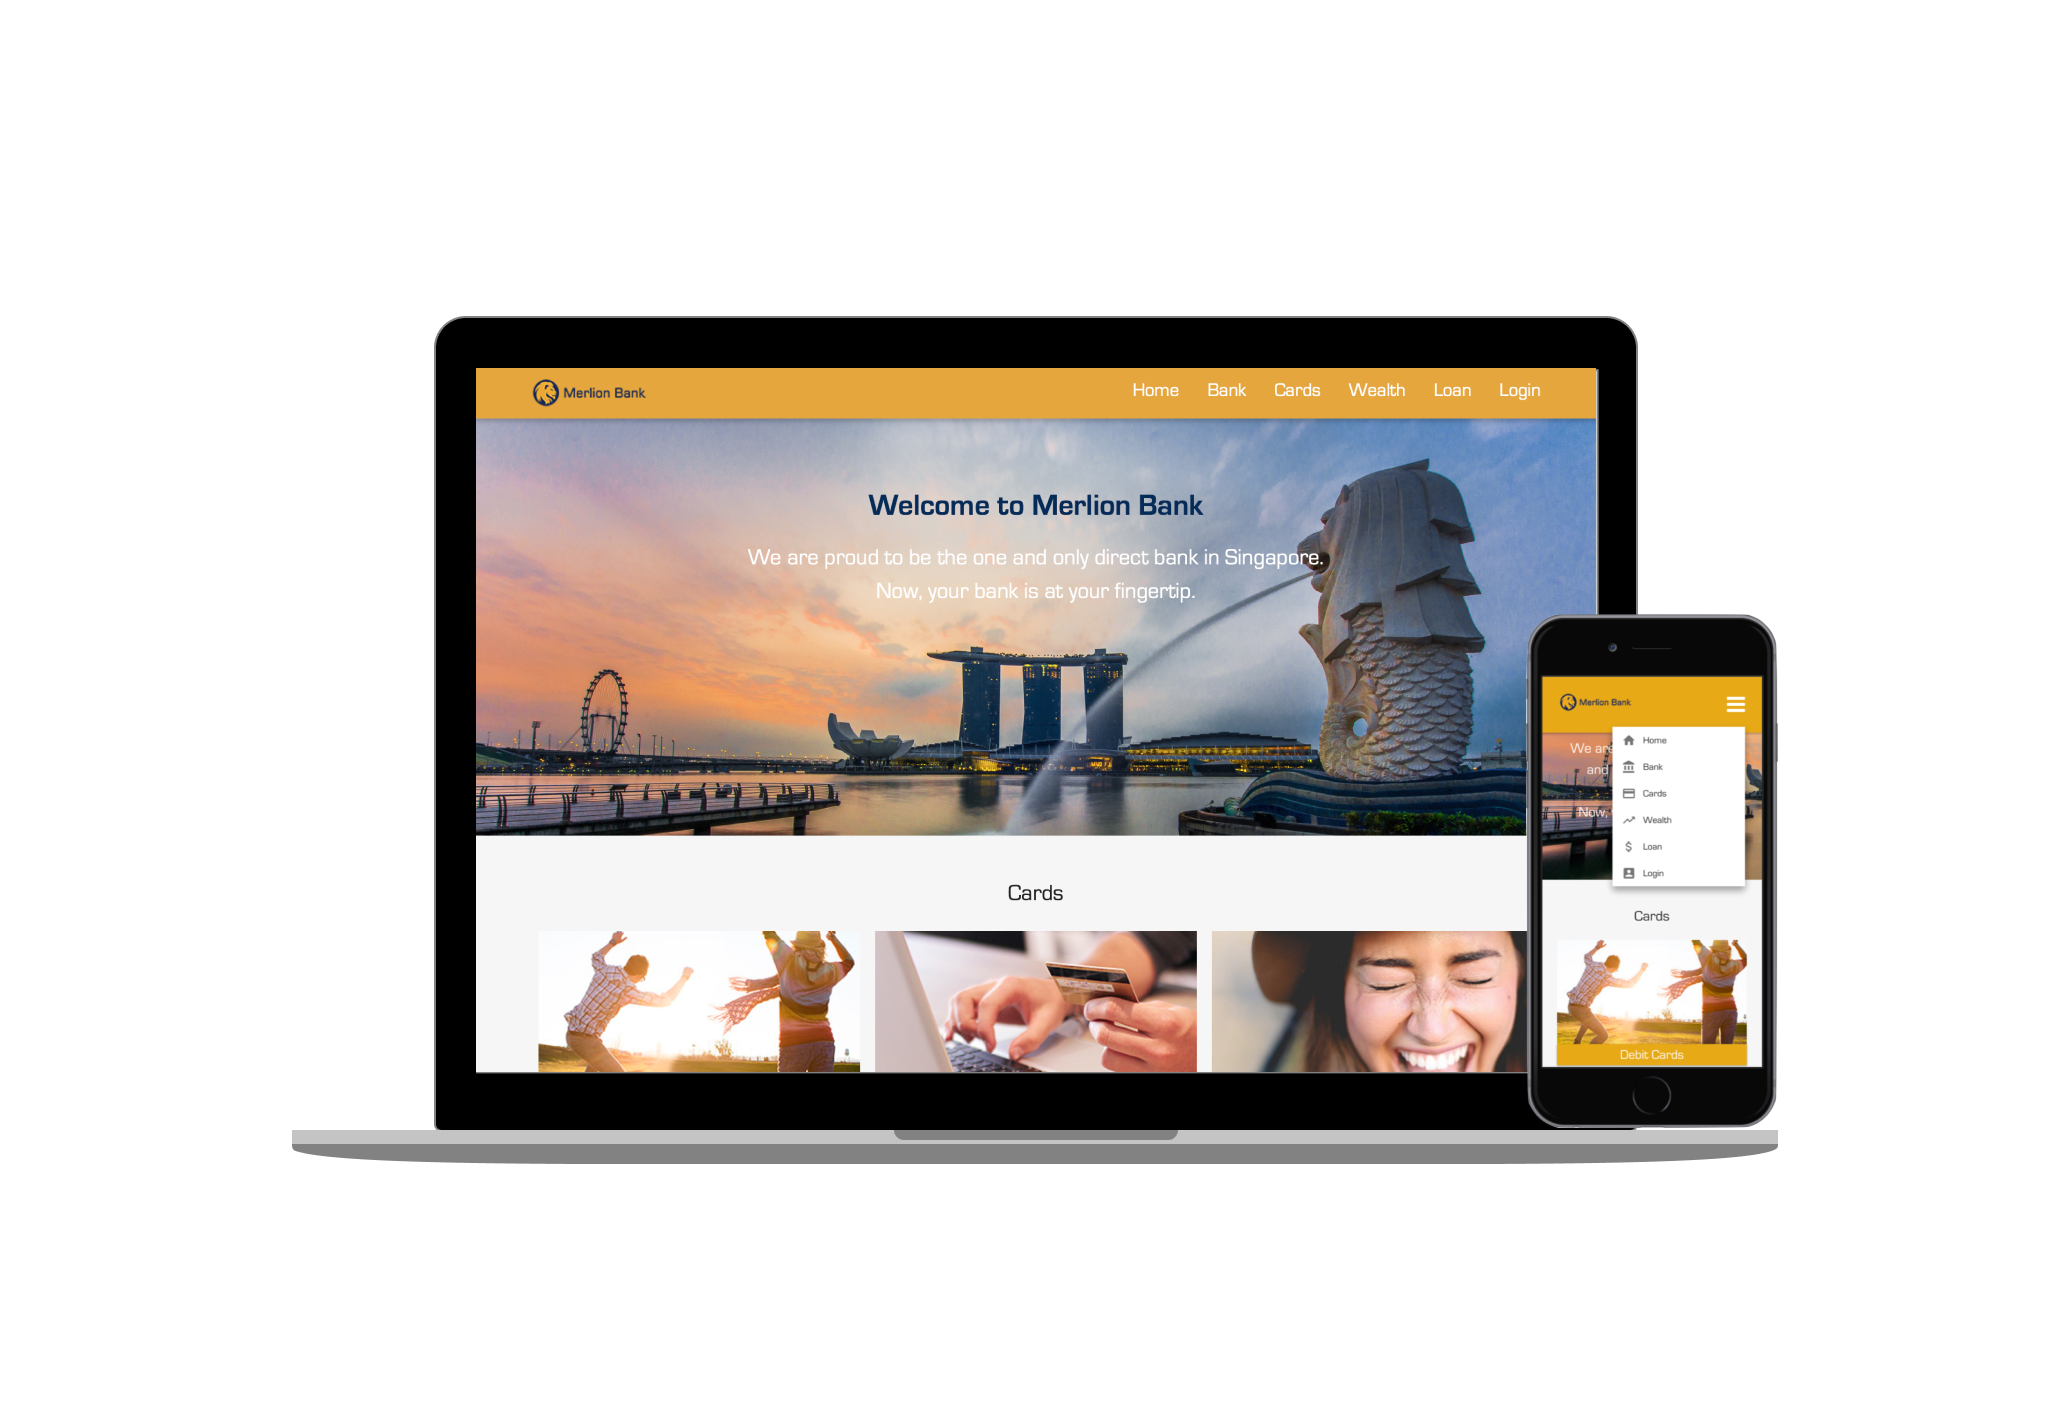 Merlion Bank
Home Bank Cards Wealth Loan Login
Welcome to Merlion Bank
We are proud to be the one and only direct bank in Singapore.
Now, your bank is at your fingertip.
Cards
Merlion Bank
We are
and
Now,
Home
Bank
Cards
Wealth
Loan
Login
Cards
Debit Cards